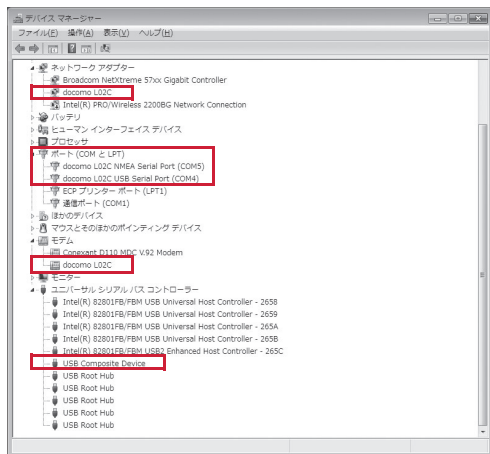 デバイス マネージャー
ファイル(F) 操作(A) 表示(V) ヘルプ(H)
ネットワーク アダプター
Broadcom NetXtreme 57xx Gigabit Controller
docomo L02C
Intel(R) PRO/Wireless 2200BG Network Connection
バッテリ
ヒューマン インターフェイス デバイス
プロセッサ
ポート (COM と LPT)
docomo L02C NMEA Serial Port (COM5)
docomo L02C USB Serial Port (COM4)
ECP プリンター ポート (LPT1)
通信ポート (COM1)
ほかのデバイス
マウスとそのほかのポインティング デバイス
モデム
Conexant D110 MDC V.92 Modem
docomo L02C
モニター
ユニバーサル シリアル バス コントローラー
Intel(R) 82801FB/FBM USB Universal Host Controller - 2658
Intel(R) 82801FB/FBM USB Universal Host Controller - 2659
Intel(R) 82801FB/FBM USB Universal Host Controller - 265A
Intel(R) 82801FB/FBM USB Universal Host Controller - 265B
Intel(R) 82801FB/FBM USB2 Enhanced Host Controller - 265C
USB Composite Device
USB Root Hub
USB Root Hub
USB Root Hub
USB Root Hub
USB Root Hub